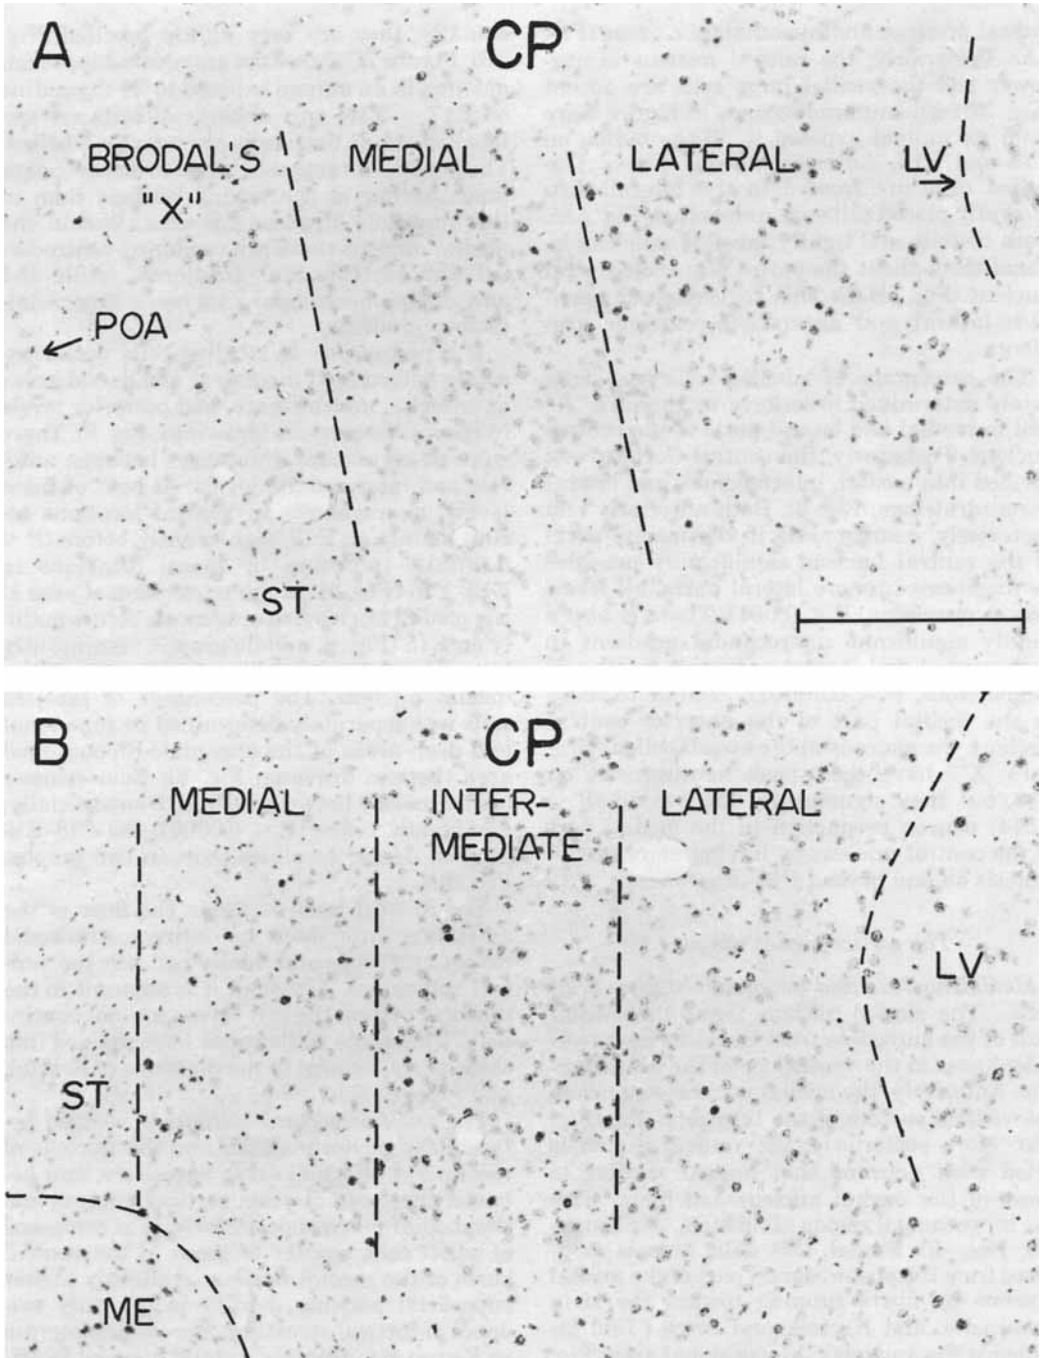 A
CP
BRODAL'S
"X"
MEDIAL
LATERAL
LV
POA
ST
B
CP
MEDIAL
INTER-
MEDIATE
LATERAL
LV
ST
ME